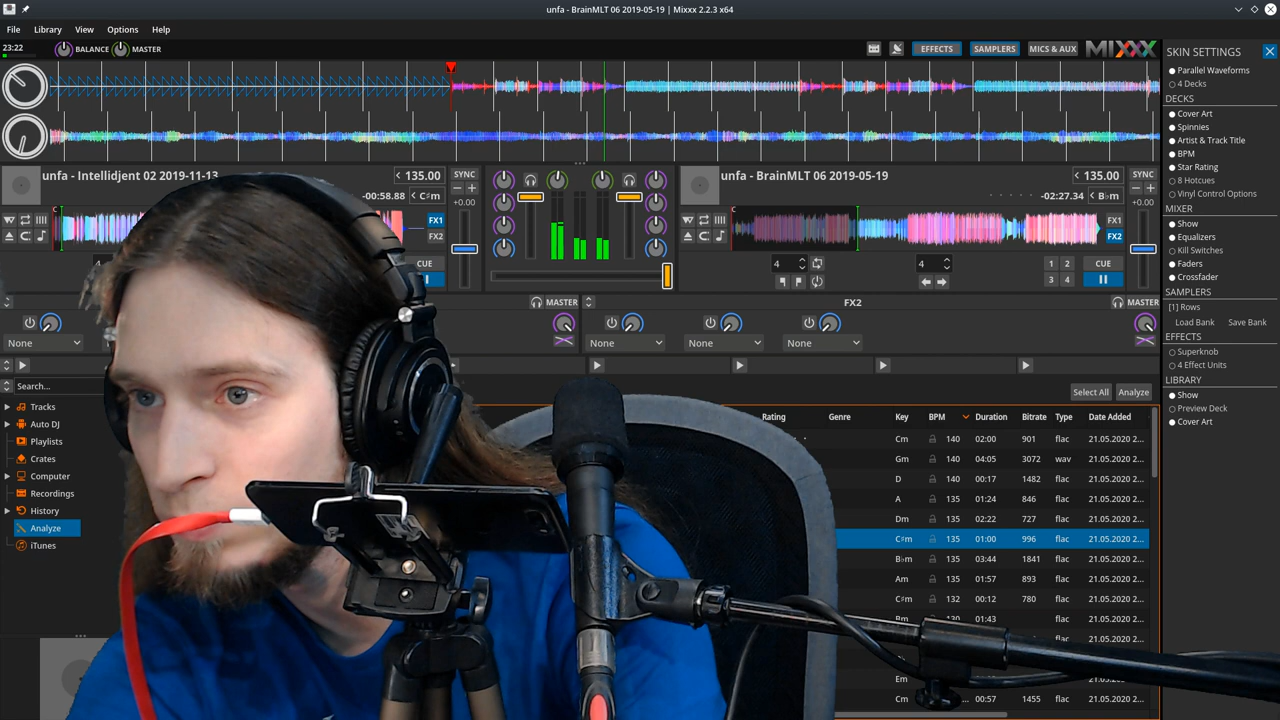 unfa - BrainMLT 06 2019-05-19 | Mixxx 2.2.3 x64
File Library View Options Help
23:22 BALANCE MASTER EFFECTS SAMPLERS MICS & AUX MIXXX
SKIN SETTINGS
Parallel Waveforms
4 Decks
DECKS
Cover Art
Spinnies
Artist & Track Title
BPM
Star Rating
8 Hotcues
Vinyl Control Options
MIXER
Show
Equalizers
Kill Switches
Faders
Crossfader
SAMPLERS
[1] Rows
Load Bank Save Bank
EFFECTS
Superknob
4 Effect Units
LIBRARY
Show
Preview Deck
Cover Art
unfa - Intellidjent 02 2019-11-13 135.00 SYNC
+0.00
-00:58.88 C♯m
C
FX1
FX2
4 CUE
unfa - BrainMLT 06 2019-05-19 135.00 SYNC
+0.00
-02:27.34 B♭m
C
FX1
FX2
4 4 1 2 CUE
3 4
MASTER FX2 MASTER
None None None None
Search...
Select All Analyze
Tracks
Auto DJ
Playlists
Crates
Computer
Recordings
History
Analyze
iTunes
Rating Genre Key BPM Duration Bitrate Type Date Added
Cm 140 02:00 901 flac 21.05.2020 2...
Gm 140 04:05 3072 wav 21.05.2020 2...
D 140 00:17 1482 flac 21.05.2020 2...
A 135 01:24 846 flac 21.05.2020 2...
Dm 135 02:22 727 flac 21.05.2020 2...
C♯m 135 01:00 996 flac 21.05.2020 2...
B♭m 135 03:44 1841 flac 21.05.2020 2...
Am 135 01:57 893 flac 21.05.2020 2...
C♯m 132 00:12 780 flac 21.05.2020 2...
Bm 130 01:43 flac 21.05.2020 2...
flac 21.05.2020 2...
Em
Cm 00:57 1455 flac 21.05.2020 2...